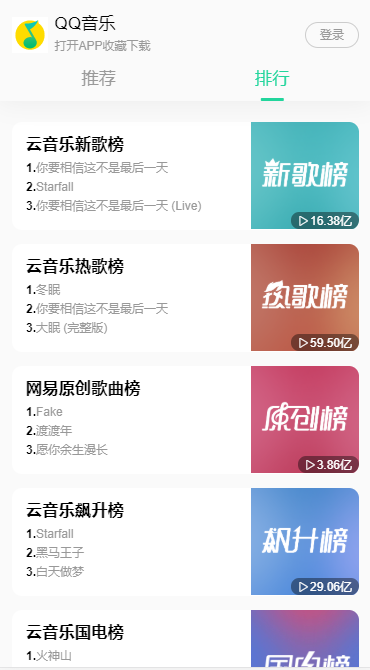 QQ音乐
打开APP收藏下载
登录
推荐
排行
云音乐新歌榜
1.你要相信这不是最后一天
2.Starfall
3.你要相信这不是最后一天 (Live)
新歌榜
16.38亿
云音乐热歌榜
1.冬眠
2.你要相信这不是最后一天
3.大眠 (完整版)
热歌榜
59.50亿
网易原创歌曲榜
1.Fake
2.渡渡年
3.愿你余生漫长
原创榜
3.86亿
云音乐飙升榜
1.Starfall
2.黑马王子
3.白天做梦
飙升榜
29.06亿
云音乐国电榜
1.火神山
国电榜